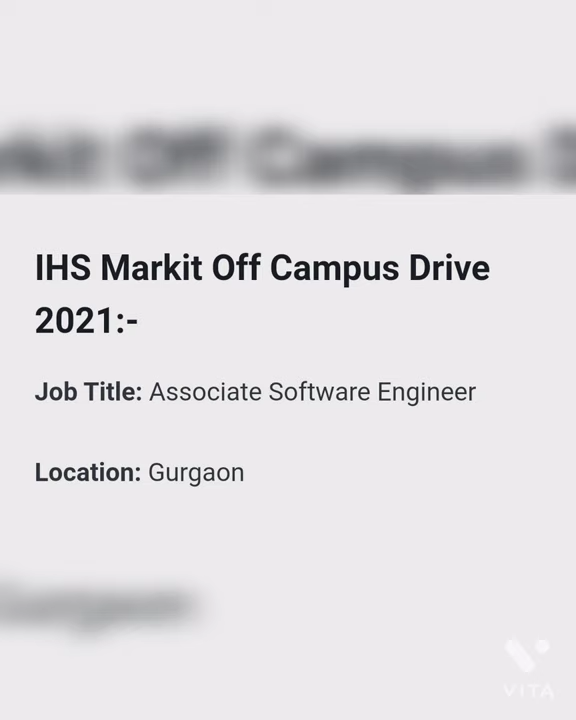 IHS Markit Off Campus Drive
2021:-
Job Title: Associate Software Engineer
Location: Gurgaon
VITA